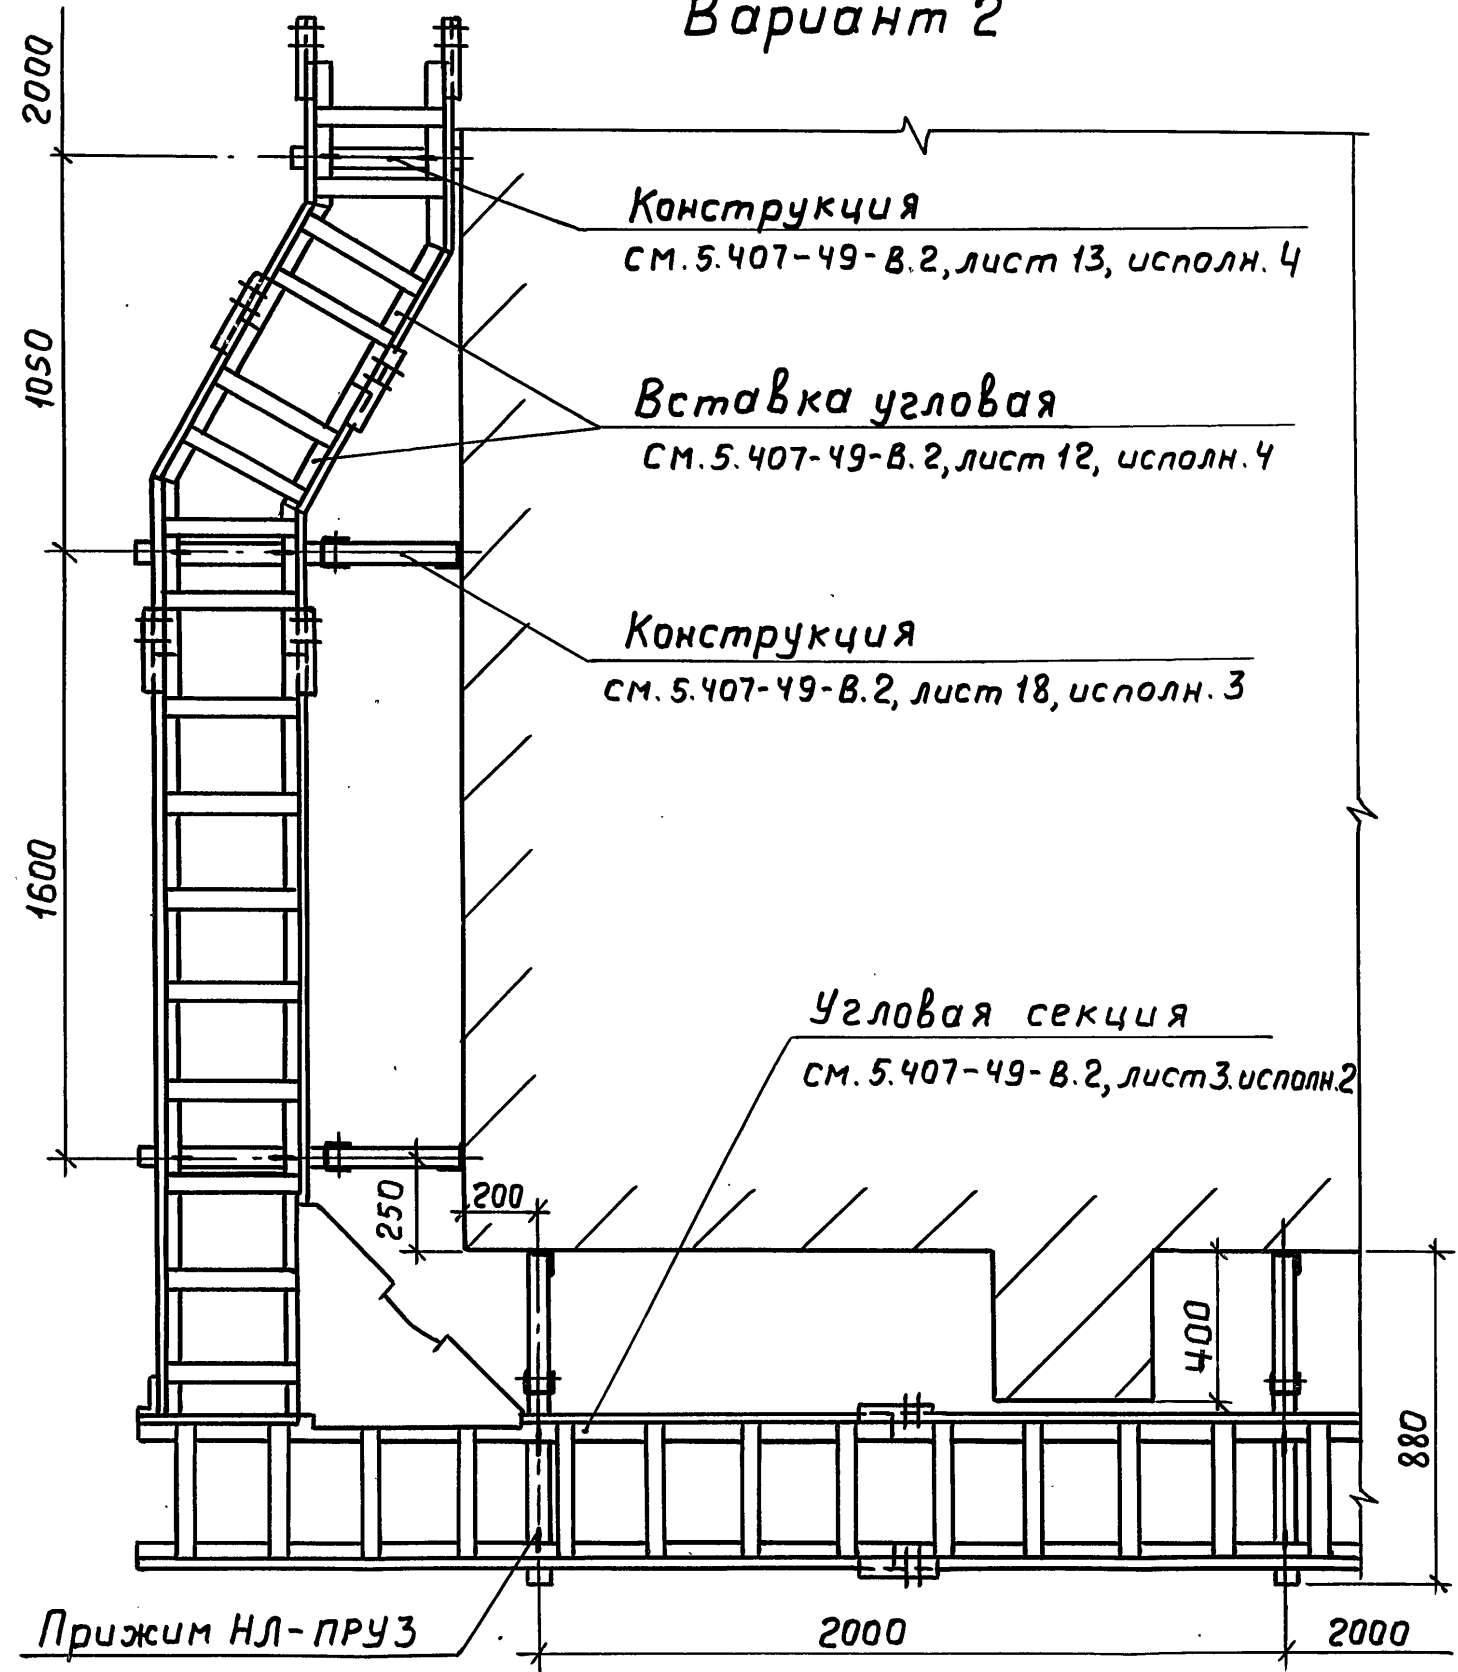 Вариант 2
2000
Конструкция
см. 5.407-49-В.2, лист 13, исполн. 4
1050
Вставка угловая
см. 5.407-49-В.2, лист 12, исполн. 4
Конструкция
см. 5.407-49-В.2, лист 18, исполн. 3
1600
Угловая секция
см. 5.407-49-В.2, лист 3. исполн. 2
250
200
400
880
Прижим НЛ-ПРУ3
2000
2000